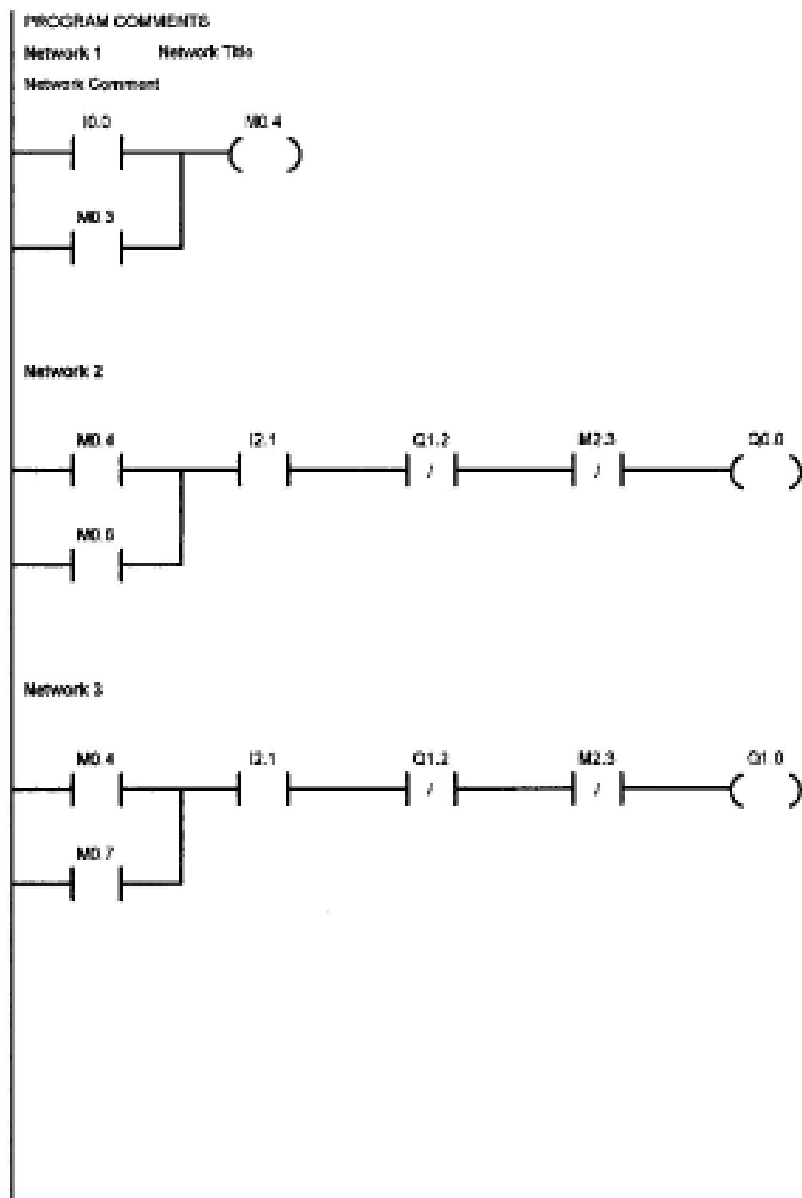 PROGRAM COMMENTS
Network 1 Network Title
Network Comment
I0.0 M0.4
M0.3
Network 2
M0.4 I2.1 Q1.2 M2.3 Q0.0
/ /
Network 3
M0.4 I2.1 Q1.2 M2.3 Q1.0
/ /
M0.7